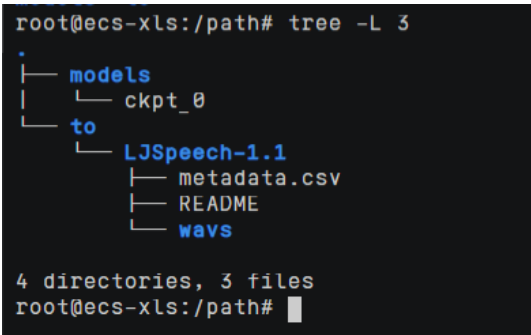 root@ecs-xls:/path# tree -L 3
.
├── models
│   └── ckpt_0
└── to
    └── LJSpeech-1.1
        ├── metadata.csv
        ├── README
        └── wavs

4 directories, 3 files
root@ecs-xls:/path#